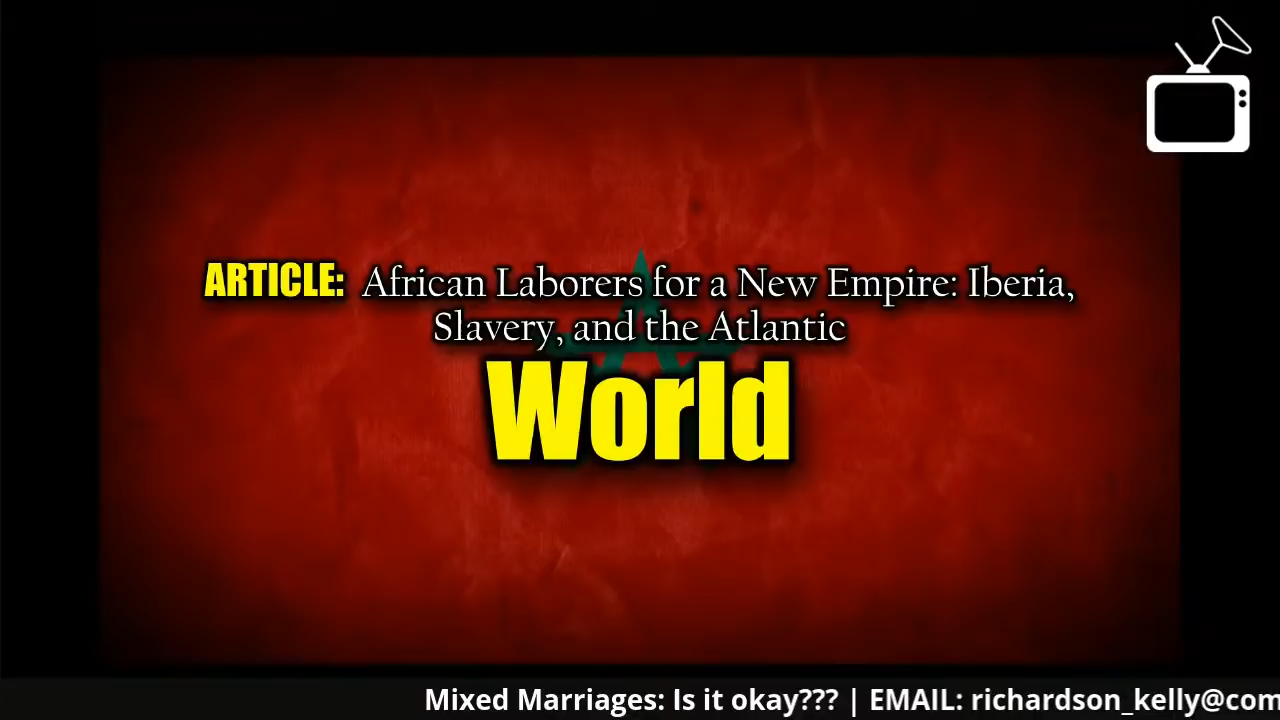 ARTICLE: African Laborers for a New Empire: Iberia,
Slavery, and the Atlantic
World
Mixed Marriages: Is it okay??? | EMAIL: richardson_kelly@com